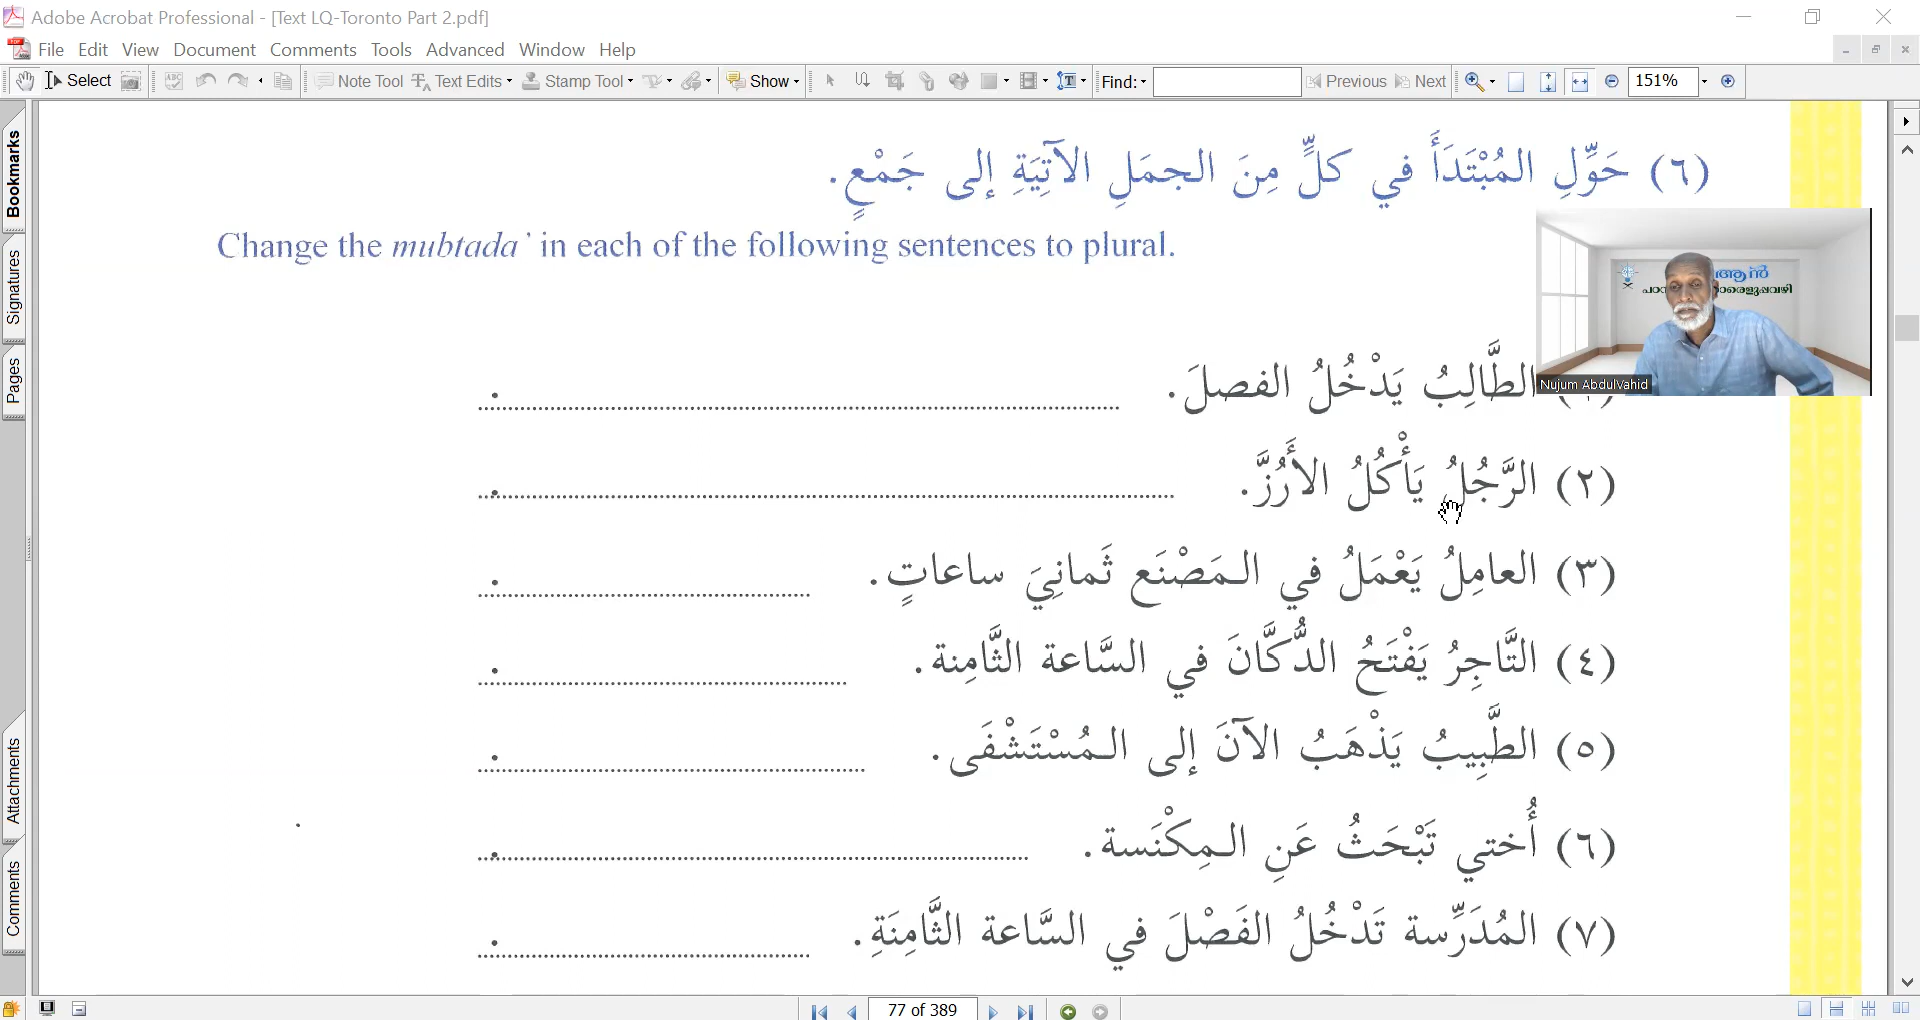 Adobe Acrobat Professional - [Text LQ-Toronto Part 2.pdf]
File Edit View Document Comments Tools Advanced Window Help
Select Note Tool Text Edits Stamp Tool Show Find: Previous Next 151%
Bookmarks
Signatures
Pages
Attachments
Comments
(٦) حَوِّلِ المُبْتَدَأَ في كلٍّ مِنَ الجمَلِ الآتِيَةِ إلى جَمْعٍ.
Change the mubtada' in each of the following sentences to plural.
Nujum AbdulVahid
الطَّالِبُ يَدْخُلُ الفصلَ.
(٢) الرَّجُلُ يَأْكُلُ الأَرُزَّ.
(٣) العامِلُ يَعْمَلُ في الـمَصْنَع ثَمانِيَ ساعاتٍ.
(٤) التَّاجِرُ يَفْتَحُ الدُّكَّانَ في السَّاعة الثَّامِنة.
(٥) الطَّبِيبُ يَذْهَبُ الآنَ إلى الـمُسْتَشْفَى.
(٦) أُختي تَبْحَثُ عَنِ الـمِكْنَسة.
(٧) المُدَرِّسة تَدْخُلُ الفَصْلَ في السَّاعة الثَّامِنَةِ.
77 of 389